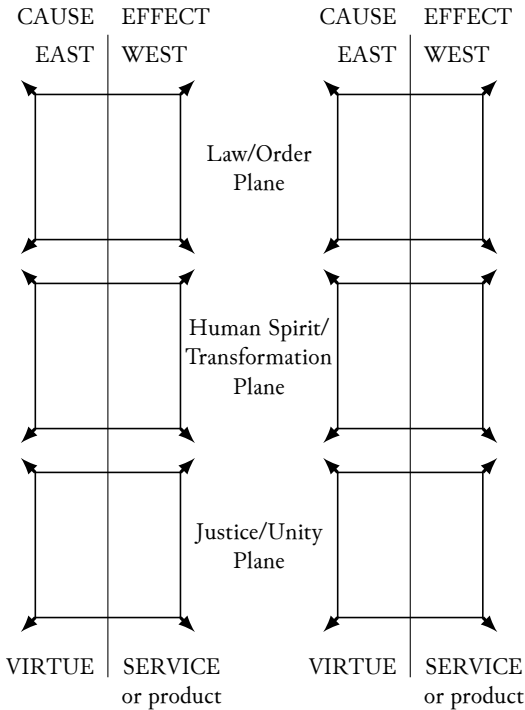 CAUSE EFFECT CAUSE EFFECT
EAST WEST EAST WEST
Law/Order
Plane
Human Spirit/
Transformation
Plane
Justice/Unity
Plane
VIRTUE SERVICE VIRTUE SERVICE
or product or product